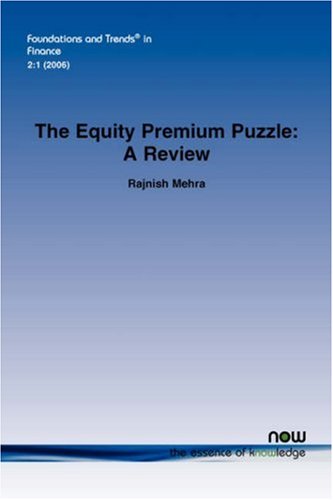 Foundations and Trends® in
Finance
2:1 (2006)
The Equity Premium Puzzle:
A Review
Rajnish Mehra
now
the essence of knowledge